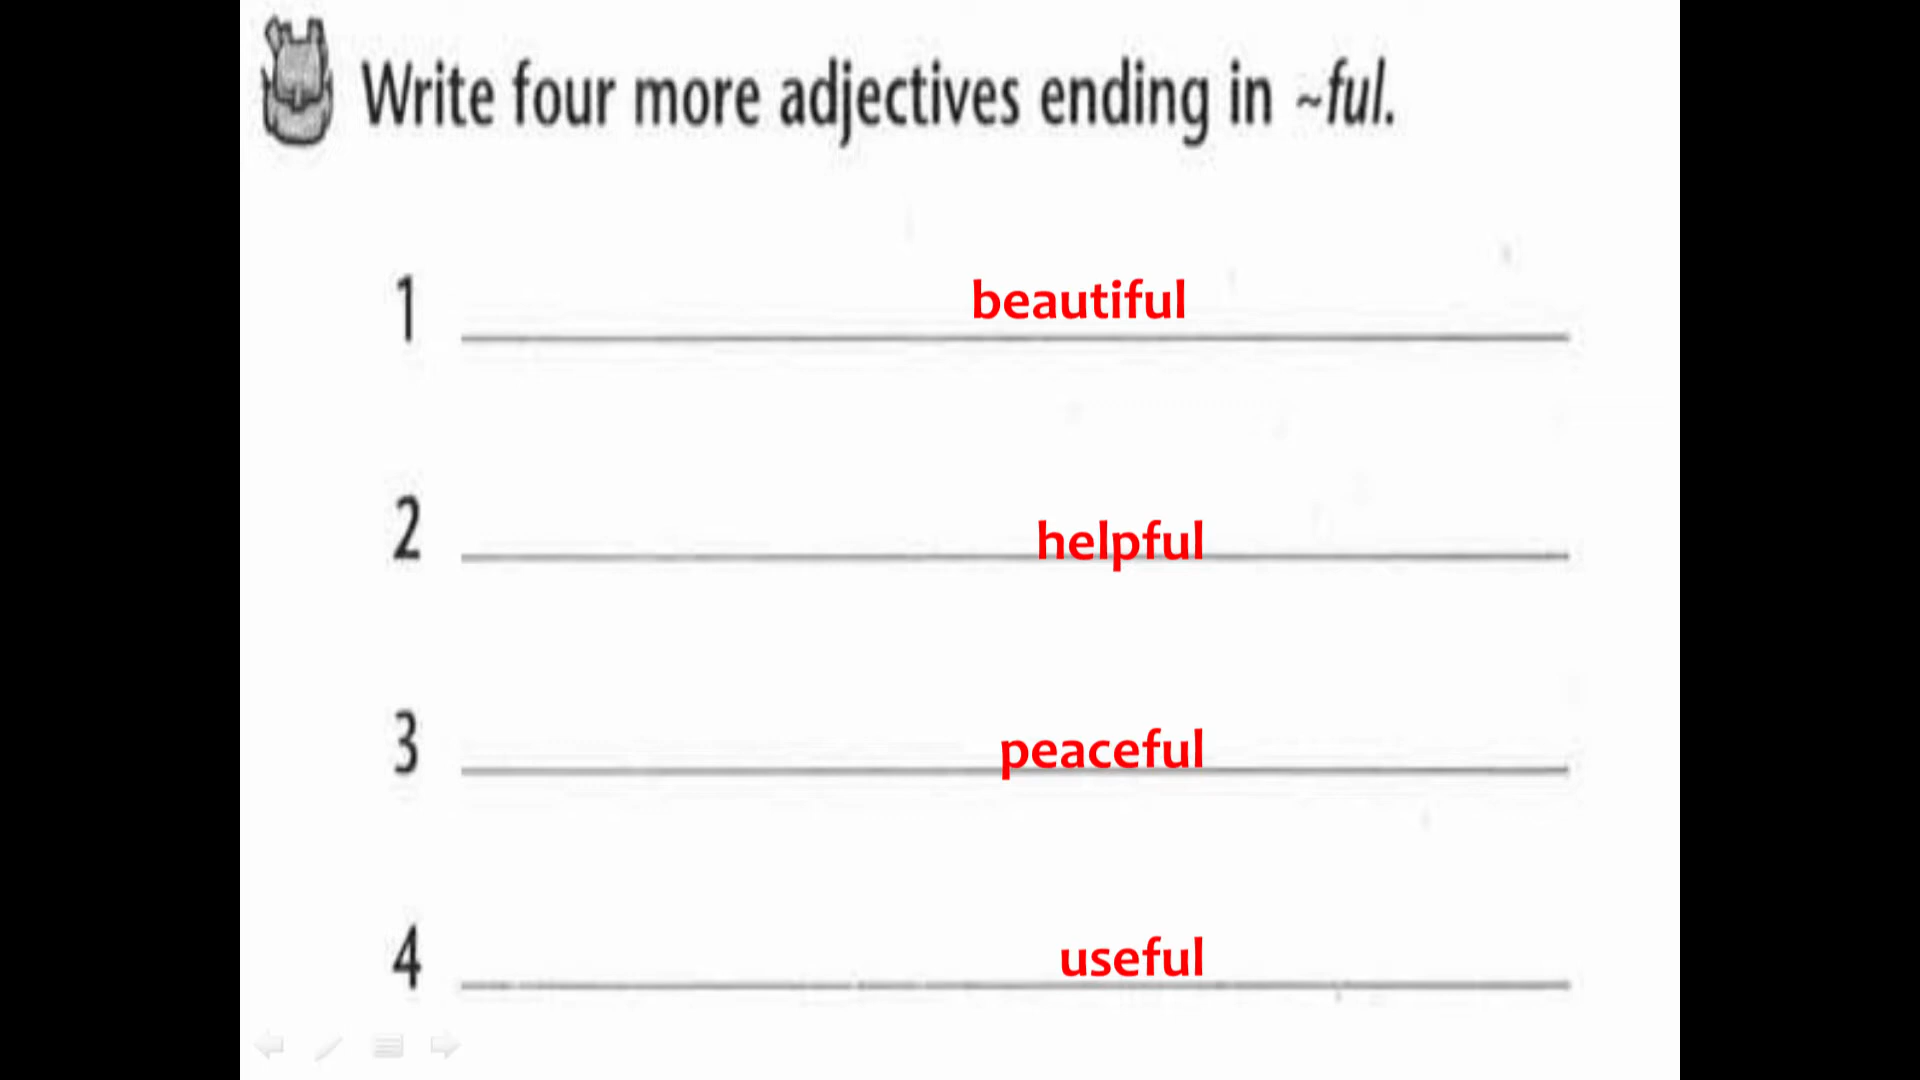 Write four more adjectives ending in ~ful.
1 beautiful
2 helpful
3 peaceful
4 useful